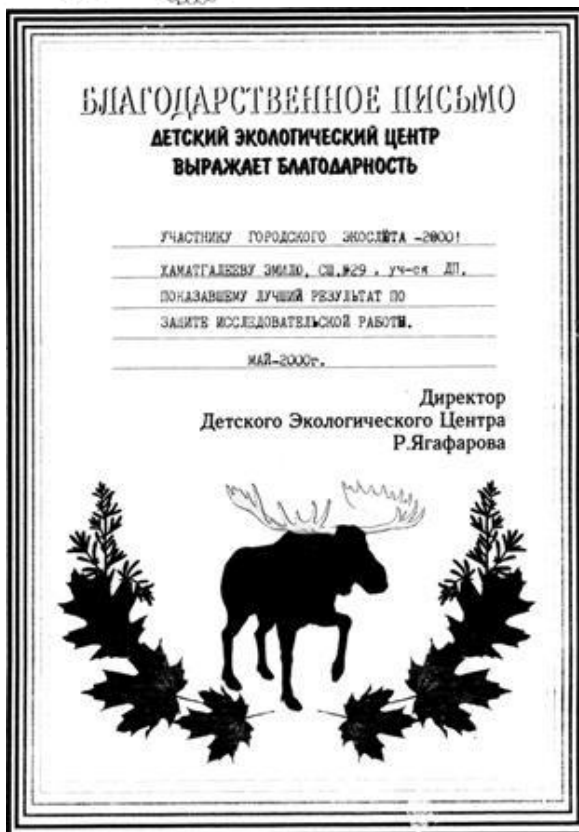 БЛАГОДАРСТВЕННОЕ ПИСЬМО
ДЕТСКИЙ ЭКОЛОГИЧЕСКИЙ ЦЕНТР
ВЫРАЖАЕТ БЛАГОДАРНОСТЬ
УЧАСТНИКУ ГОРОДСКОГО ЭКОСЛЁТА -2000!
ХАМАТГАЛЕЕВУ ЭМИЛЮ, СШ.№29 , уч-ся
ПОКАЗАВШЕМУ ЛУЧШИЙ РЕЗУЛЬТАТ ПО
ЗАЩИТЕ ИССЛЕДОВАТЕЛЬСКОЙ РАБОТЫ.
МАЙ-2000г.
Директор
Детского Экологического Центра
Р.Ягафарова